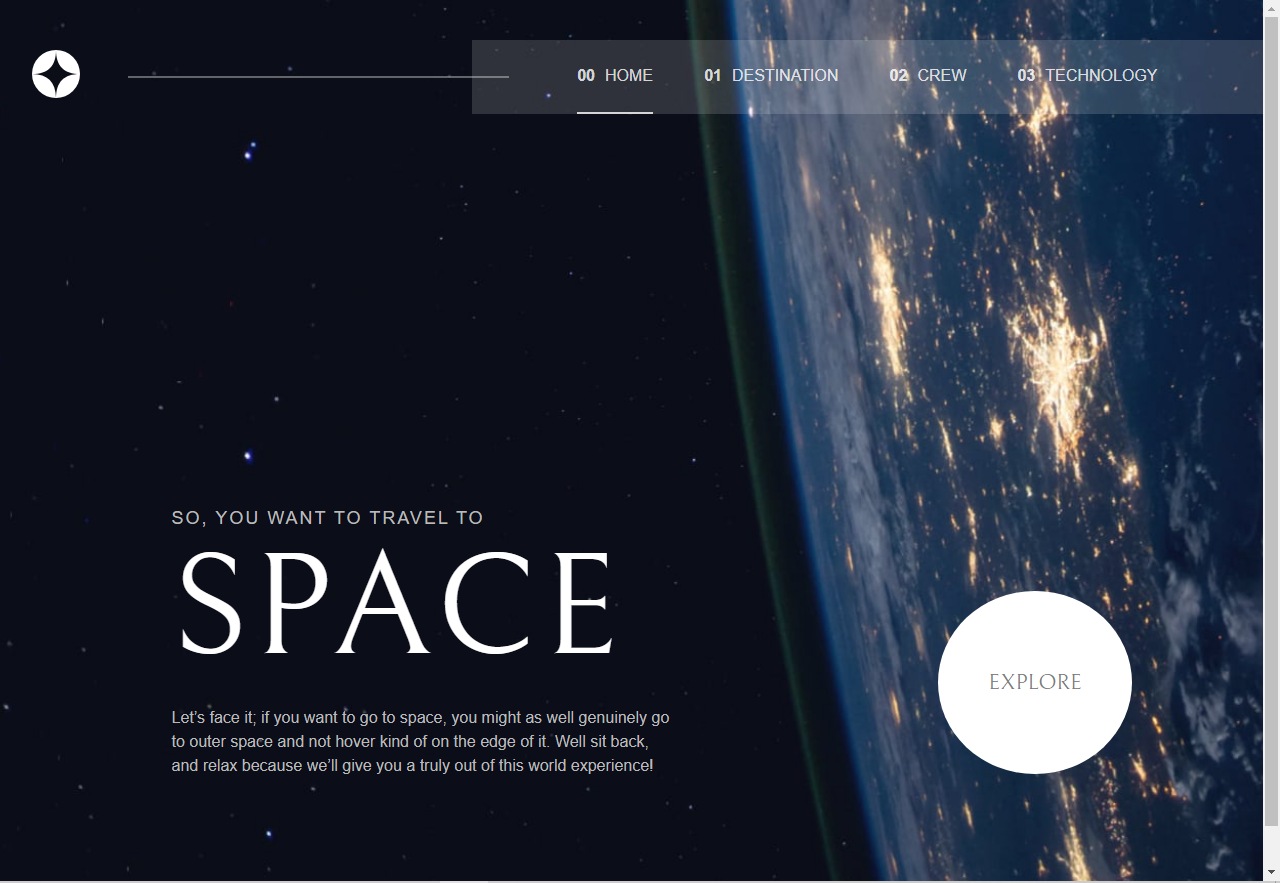 00 HOME 01 DESTINATION 02 CREW 03 TECHNOLOGY
SO, YOU WANT TO TRAVEL TO
SPACE
Let’s face it; if you want to go to space, you might as well genuinely go
to outer space and not hover kind of on the edge of it. Well sit back,
and relax because we’ll give you a truly out of this world experience!
EXPLORE